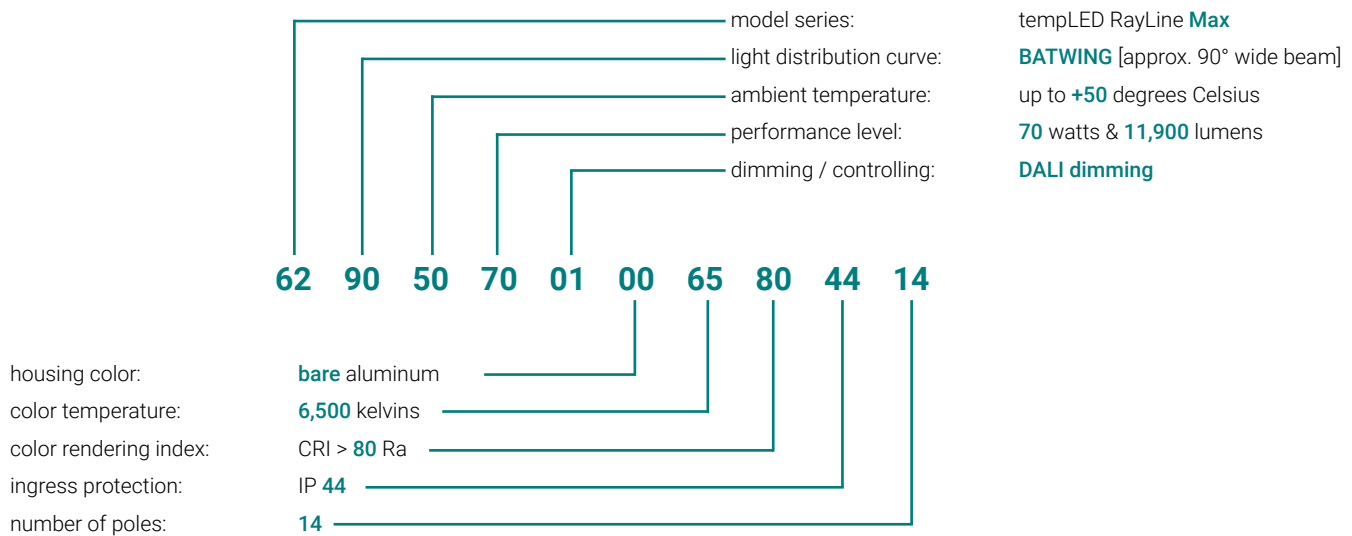 model series: tempLED RayLine Max
light distribution curve: BATWING [approx. 90° wide beam]
ambient temperature: up to +50 degrees Celsius
performance level: 70 watts & 11,900 lumens
dimming / controlling: DALI dimming
62 90 50 70 01 00 65 80 44 14
housing color: bare aluminum
color temperature: 6,500 kelvins
color rendering index: CRI > 80 Ra
ingress protection: IP 44
number of poles: 14